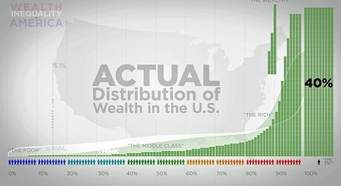 WEALTH
INEQUALITY
IN
AMERICA
"THE WEALTHY"
ACTUAL
Distribution of
Wealth in the U.S.
40%
"THE RICH"
"THE MIDDLE CLASS"
"THE POOR"
0% 10% 20% 30% 40% 50% 60% 70% 80% 90% 100%